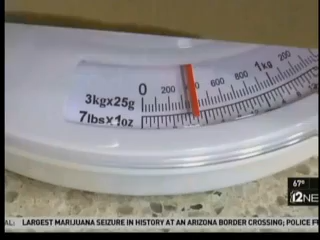 0 200 600 800 1kg 200
3kgx25g
7lbsx1oz
67°
12NE
AL: LARGEST MARIJUANA SEIZURE IN HISTORY AT AN ARIZONA BORDER CROSSING; POLICE F